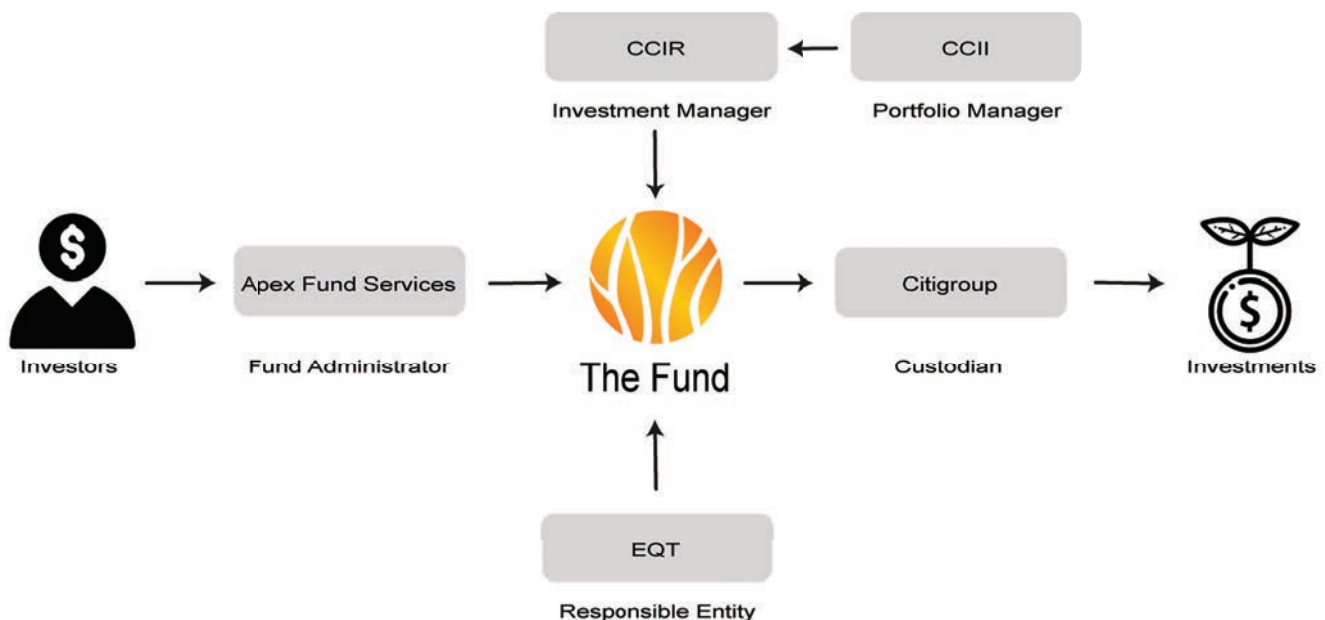 CCIR
CCII
Investment Manager
Portfolio Manager
$
Apex Fund Services
Citigroup
$
Investors
Fund Administrator
The Fund
Custodian
Investments
EQT
Responsible Entity